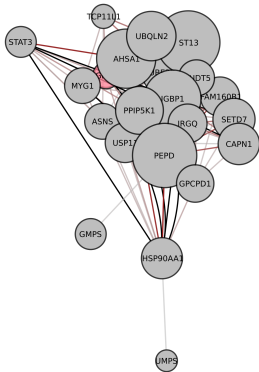 TCP11L1
STAT3
UBQLN2
ST13
AHSA1
MYG1
UDT5
FAM160B1
IGBP1
PPIP5K1
SETD7
ASNS
IRGQ
USP1
CAPN1
PEPD
GPCPD1
GMPS
HSP90AA1
UMPS